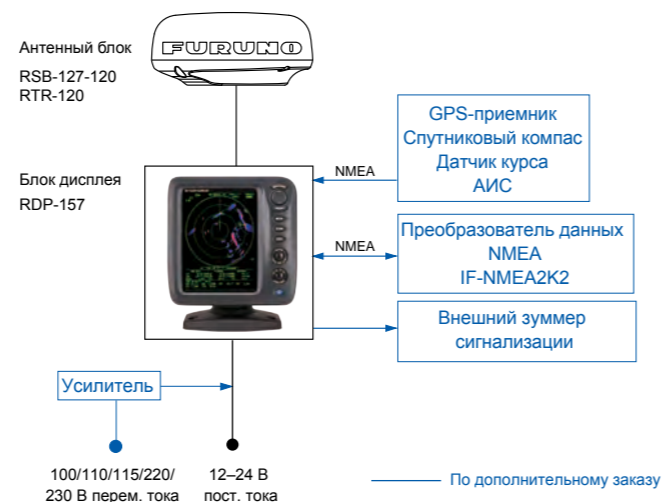 Антенный блок
RSB-127-120
RTR-120
FURUNO
GPS-приемник
Спутниковый компас
Датчик курса
АИС
NMEA
Блок дисплея
RDP-157
Преобразователь данных
NMEA
IF-NMEA2K2
NMEA
Внешний зуммер
сигнализации
Усилитель
100/110/115/220/
230 В перем. тока
12–24 В
пост. тока
По дополнительному заказу